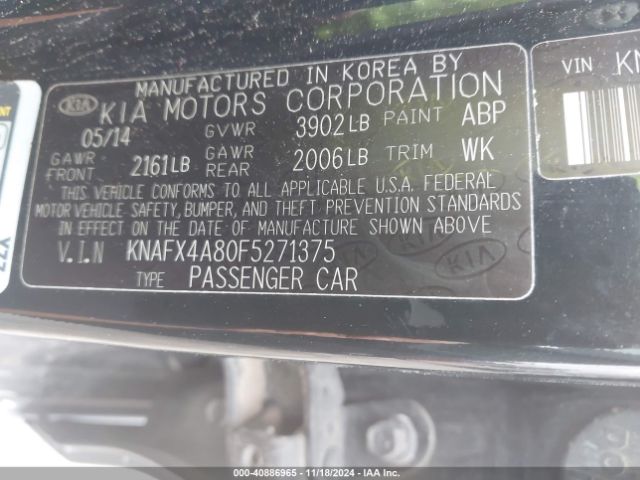 MANUFACTURED IN KOREA BY
KIA KIA MOTORS CORPORATION
05/14 GVWR 3902LB PAINT ABP
GAWR FRONT 2161LB GAWR REAR 2006LB TRIM WK
THIS VEHICLE CONFORMS TO ALL APPLICABLE U.S.A. FEDERAL
MOTOR VEHICLE SAFETY, BUMPER, AND THEFT PREVENTION STANDARDS
IN EFFECT ON THE DATE OF MANUFACTURE SHOWN ABOVE
V.I.N KNAFX4A80F5271375
TYPE PASSENGER CAR
KIA
VIN KN
000-40886965 - 11/18/2024 - IAA Inc.